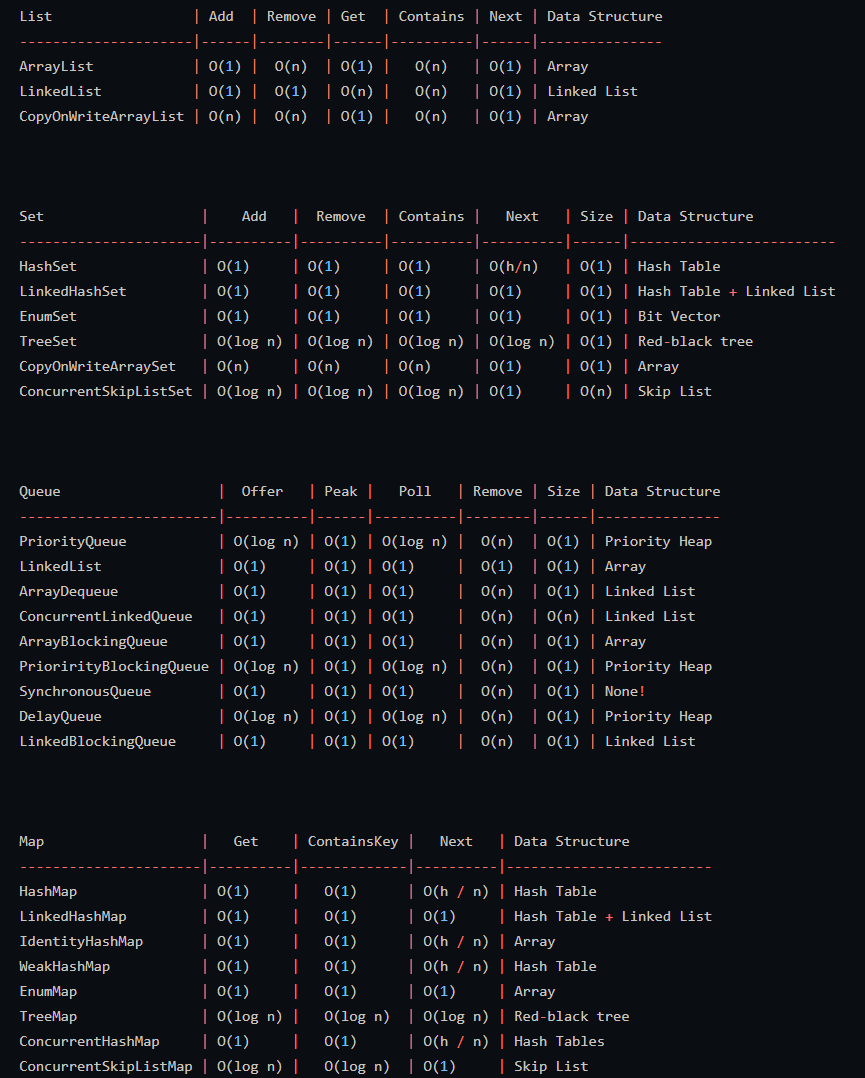 List                 | Add  | Remove | Get  | Contains | Next | Data Structure
---------------------|------|--------|------|----------|------|---------------
ArrayList            | O(1) |  O(n)  | O(1) |   O(n)   | O(1) | Array
LinkedList           | O(1) |  O(1)  | O(n) |   O(n)   | O(1) | Linked List
CopyOnWriteArrayList | O(n) |  O(n)  | O(1) |   O(n)   | O(1) | Array
Set                   |    Add   |  Remove  | Contains |   Next   | Size | Data Structure
----------------------|----------|----------|----------|----------|------|-------------------------
HashSet               | O(1)     | O(1)     | O(1)     | O(h/n)   | O(1) | Hash Table
LinkedHashSet         | O(1)     | O(1)     | O(1)     | O(1)     | O(1) | Hash Table + Linked List
EnumSet               | O(1)     | O(1)     | O(1)     | O(1)     | O(1) | Bit Vector
TreeSet               | O(log n) | O(log n) | O(log n) | O(log n) | O(1) | Red-black tree
CopyOnWriteArraySet   | O(n)     | O(n)     | O(n)     | O(1)     | O(1) | Array
ConcurrentSkipListSet | O(log n) | O(log n) | O(log n) | O(1)     | O(n) | Skip List
Queue                   |  Offer   | Peak |   Poll   | Remove | Size | Data Structure
------------------------|----------|------|----------|--------|------|---------------
PriorityQueue           | O(log n) | O(1) | O(log n) |  O(n)  | O(1) | Priority Heap
LinkedList              | O(1)     | O(1) | O(1)     |  O(1)  | O(1) | Array
ArrayDequeue            | O(1)     | O(1) | O(1)     |  O(n)  | O(1) | Linked List
ConcurrentLinkedQueue   | O(1)     | O(1) | O(1)     |  O(n)  | O(n) | Linked List
ArrayBlockingQueue      | O(1)     | O(1) | O(1)     |  O(n)  | O(1) | Array
PriorirityBlockingQueue | O(log n) | O(1) | O(log n) |  O(n)  | O(1) | Priority Heap
SynchronousQueue        | O(1)     | O(1) | O(1)     |  O(n)  | O(1) | None!
DelayQueue              | O(log n) | O(1) | O(log n) |  O(n)  | O(1) | Priority Heap
LinkedBlockingQueue     | O(1)     | O(1) | O(1)     |  O(n)  | O(1) | Linked List
Map                   |   Get    | ContainsKey |   Next   | Data Structure
----------------------|----------|-------------|----------|-------------------------
HashMap               | O(1)     |   O(1)      | O(h / n) | Hash Table
LinkedHashMap         | O(1)     |   O(1)      | O(1)     | Hash Table + Linked List
IdentityHashMap       | O(1)     |   O(1)      | O(h / n) | Array
WeakHashMap           | O(1)     |   O(1)      | O(h / n) | Hash Table
EnumMap               | O(1)     |   O(1)      | O(1)     | Array
TreeMap               | O(log n) |   O(log n)  | O(log n) | Red-black tree
ConcurrentHashMap     | O(1)     |   O(1)      | O(h / n) | Hash Tables
ConcurrentSkipListMap | O(log n) |   O(log n)  | O(1)     | Skip List